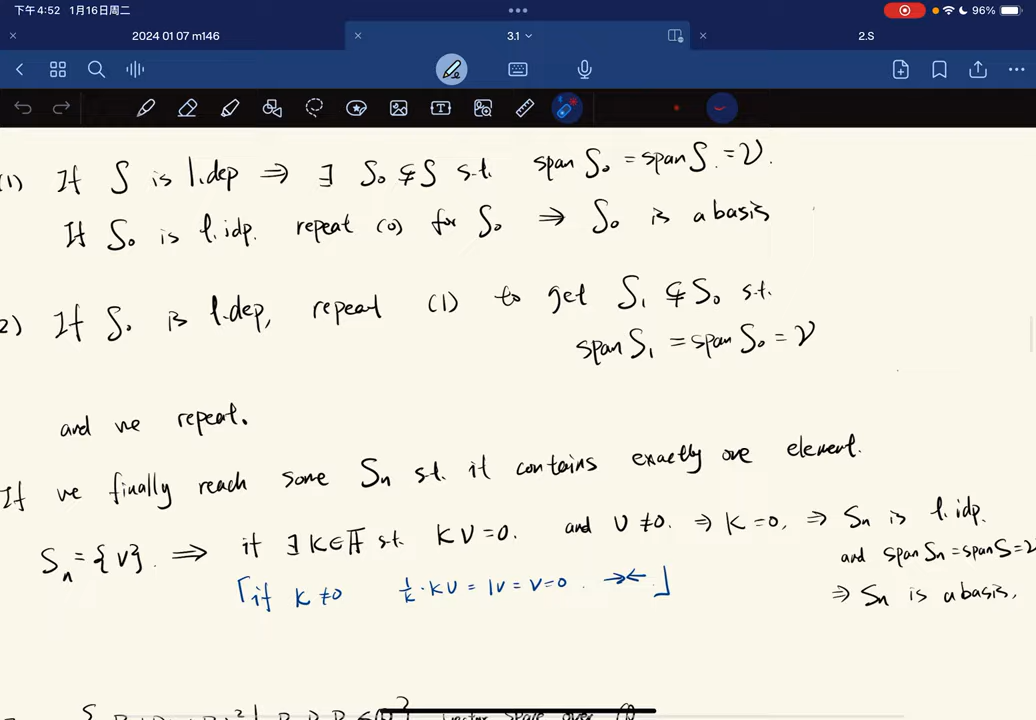 下午4:52 1月16日周二 96%
2024 01 07 m146
3.1
2.S
1) If S is l.dep ⇒ ∃ S₀ ⊊ S s.t. span S₀ = span S = V.
If S₀ is l.idp. repeat (0) for S₀ ⇒ S₀ is a basis
2) If S₀ is l.dep, repeat (1) to get S₁ ⊊ S₀ s.t.
span S₁ = span S₀ = V
and we repeat.
If we finally reach some Sₙ s.t. it contains exactly one element.
Sₙ = {v}. ⇒ if ∃ k ∈ 𝔽 st. kv = 0. and v ≠ 0. ⇒ k = 0, ⇒ Sₙ is l.idp.
and span Sₙ = span S = V
「if k ≠ 0 1/k · kv = 1v = v = 0. →← 」
⇒ Sₙ is a basis.